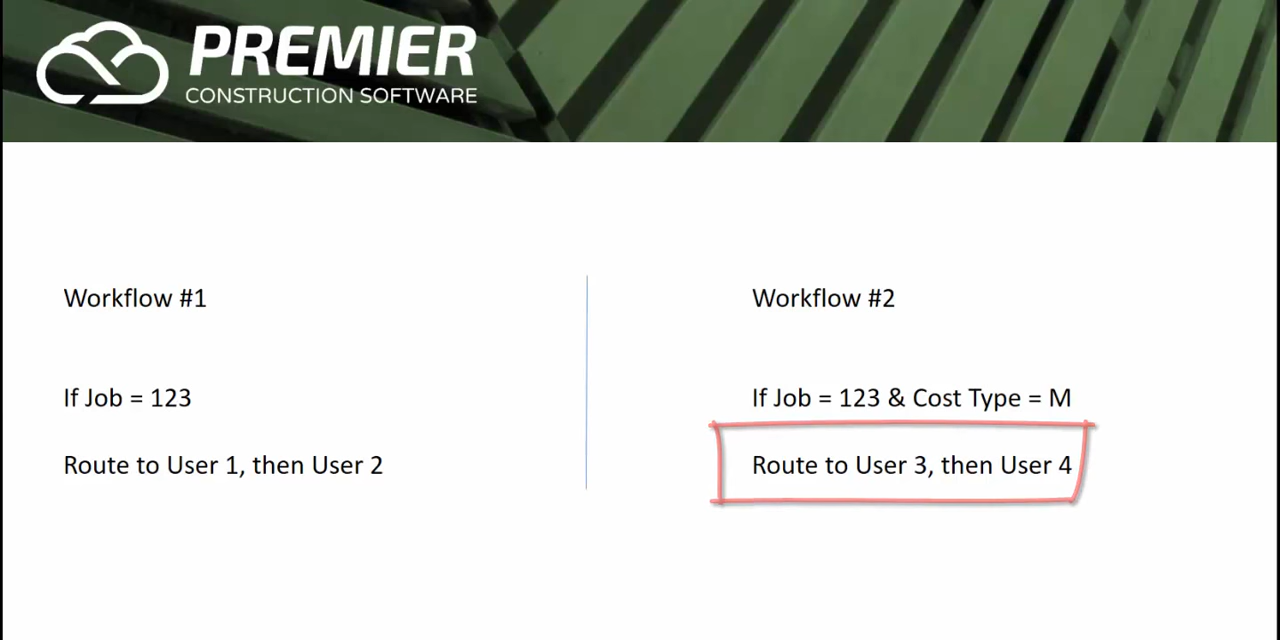 PREMIER
CONSTRUCTION SOFTWARE
Workflow #1
If Job = 123
Route to User 1, then User 2
Workflow #2
If Job = 123 & Cost Type = M
Route to User 3, then User 4